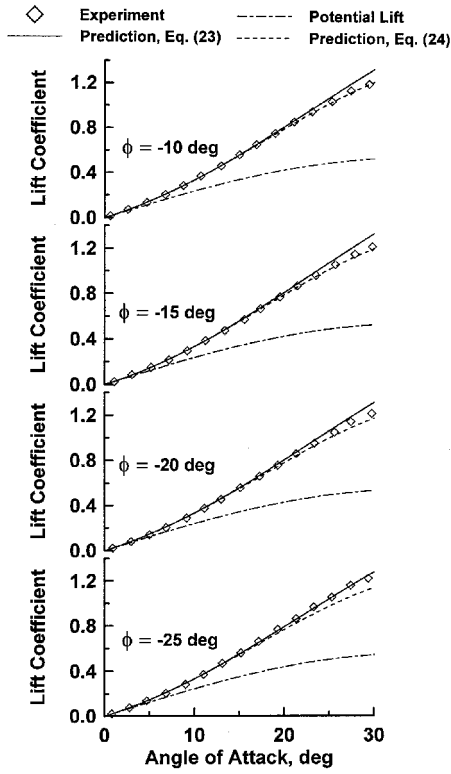 Experiment
Potential Lift
Prediction, Eq. (23)
Prediction, Eq. (24)
Lift Coefficient
1.2
0.8
0.4
0.0
ϕ = -10 deg
Lift Coefficient
1.2
0.8
0.4
0.0
ϕ = -15 deg
Lift Coefficient
1.2
0.8
0.4
0.0
ϕ = -20 deg
Lift Coefficient
1.2
0.8
0.4
0.0
ϕ = -25 deg
0 10 20 30
Angle of Attack, deg